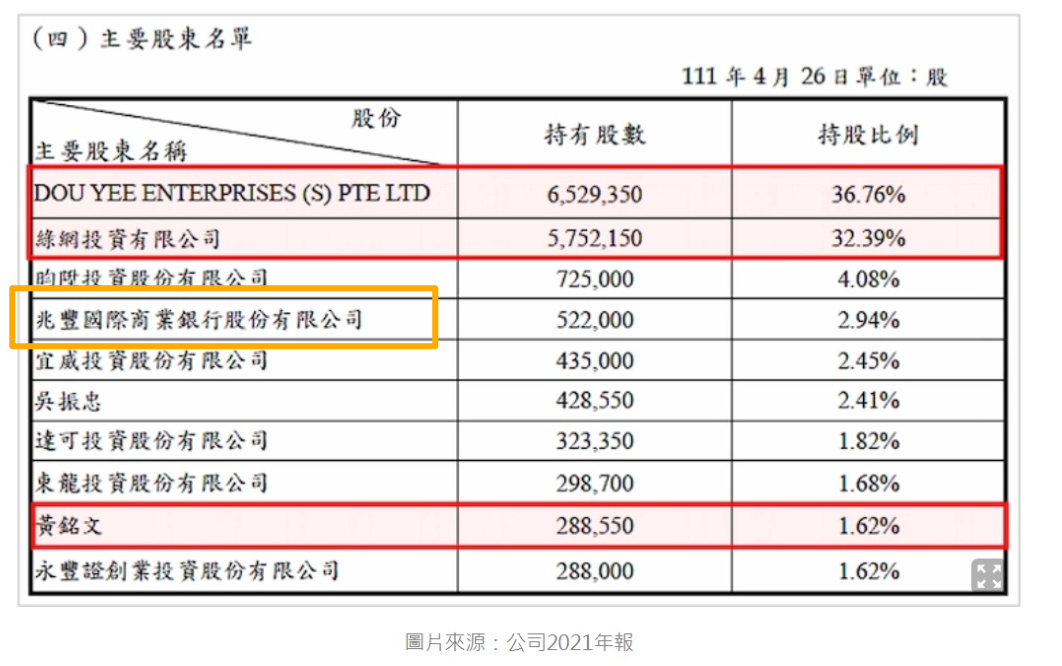 （四）主要股東名單
111 年 4 月 26 日單位：股
股份
主要股東名稱 持有股數 持股比例
DOU YEE ENTERPRISES (S) PTE LTD 6,529,350 36.76%
綠網投資有限公司 5,752,150 32.39%
昀陞投資股份有限公司 725,000 4.08%
兆豐國際商業銀行股份有限公司 522,000 2.94%
宜威投資股份有限公司 435,000 2.45%
吳振忠 428,550 2.41%
達可投資股份有限公司 323,350 1.82%
東龍投資股份有限公司 298,700 1.68%
黃銘文 288,550 1.62%
永豐證創業投資股份有限公司 288,000 1.62%
圖片來源：公司2021年報